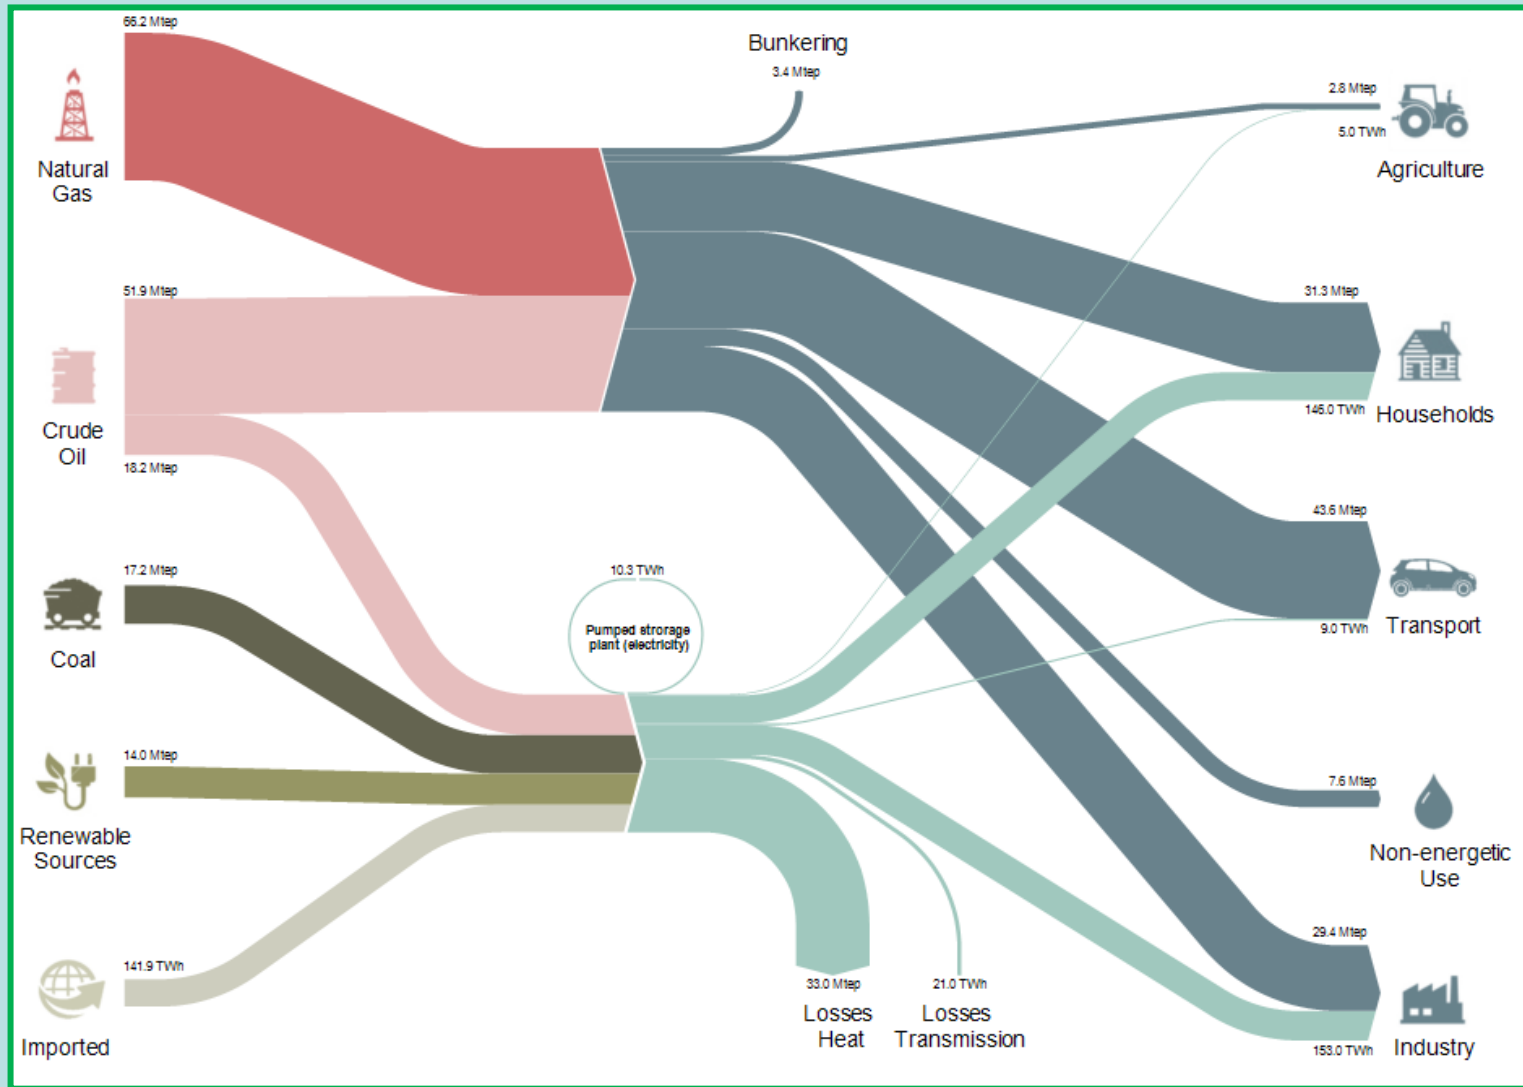 66.2 Mtep
Natural
Gas
51.9 Mtep
Crude
Oil
18.2 Mtep
17.2 Mtep
Coal
14.0 Mtep
Renewable
Sources
141.9 TWh
Imported
Bunkering
3.4 Mtep
10.3 TWh
Pumped strorage
plant (electricity)
33.0 Mtep
Losses
Heat
21.0 TWh
Losses
Transmission
2.8 Mtep
5.0 TWh
Agriculture
31.3 Mtep
146.0 TWh
Households
43.6 Mtep
9.0 TWh
Transport
7.6 Mtep
Non-energetic
Use
29.4 Mtep
153.0 TWh
Industry